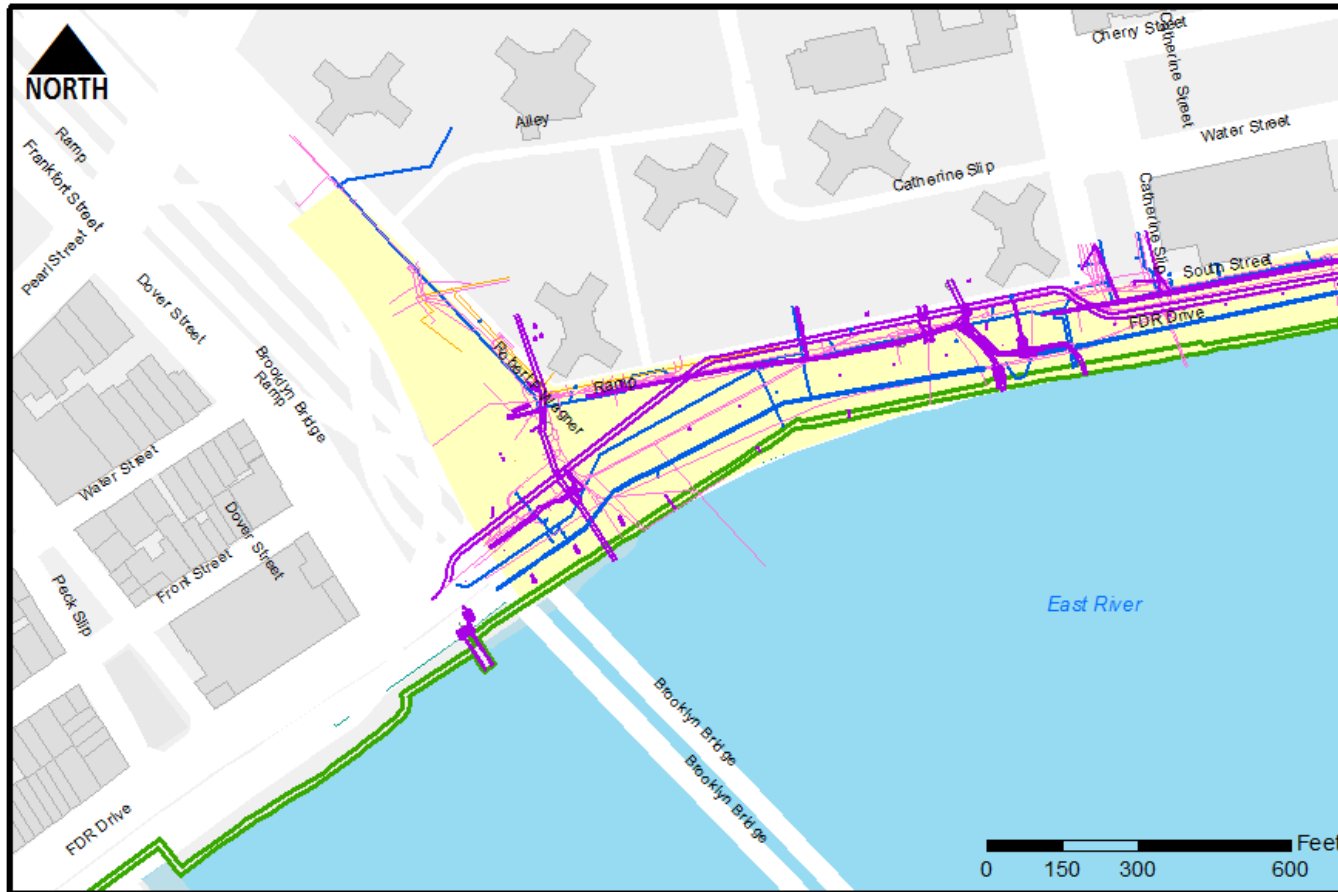 NORTH
Cherry Street
Catherine Street
Water Street
Alley
Catherine Slip
Catherine Slip
South Street
FDR Drive
Ramp
Frankfort Street
Pearl Street
Dover Street
Brooklyn Bridge
Ramp
Robert F Wagner
Ramp
Water Street
Dover Street
Front Street
Peck Slip
East River
Brooklyn Bridge
Brooklyn Bridge
FDR Drive
Feet
0 150 300 600